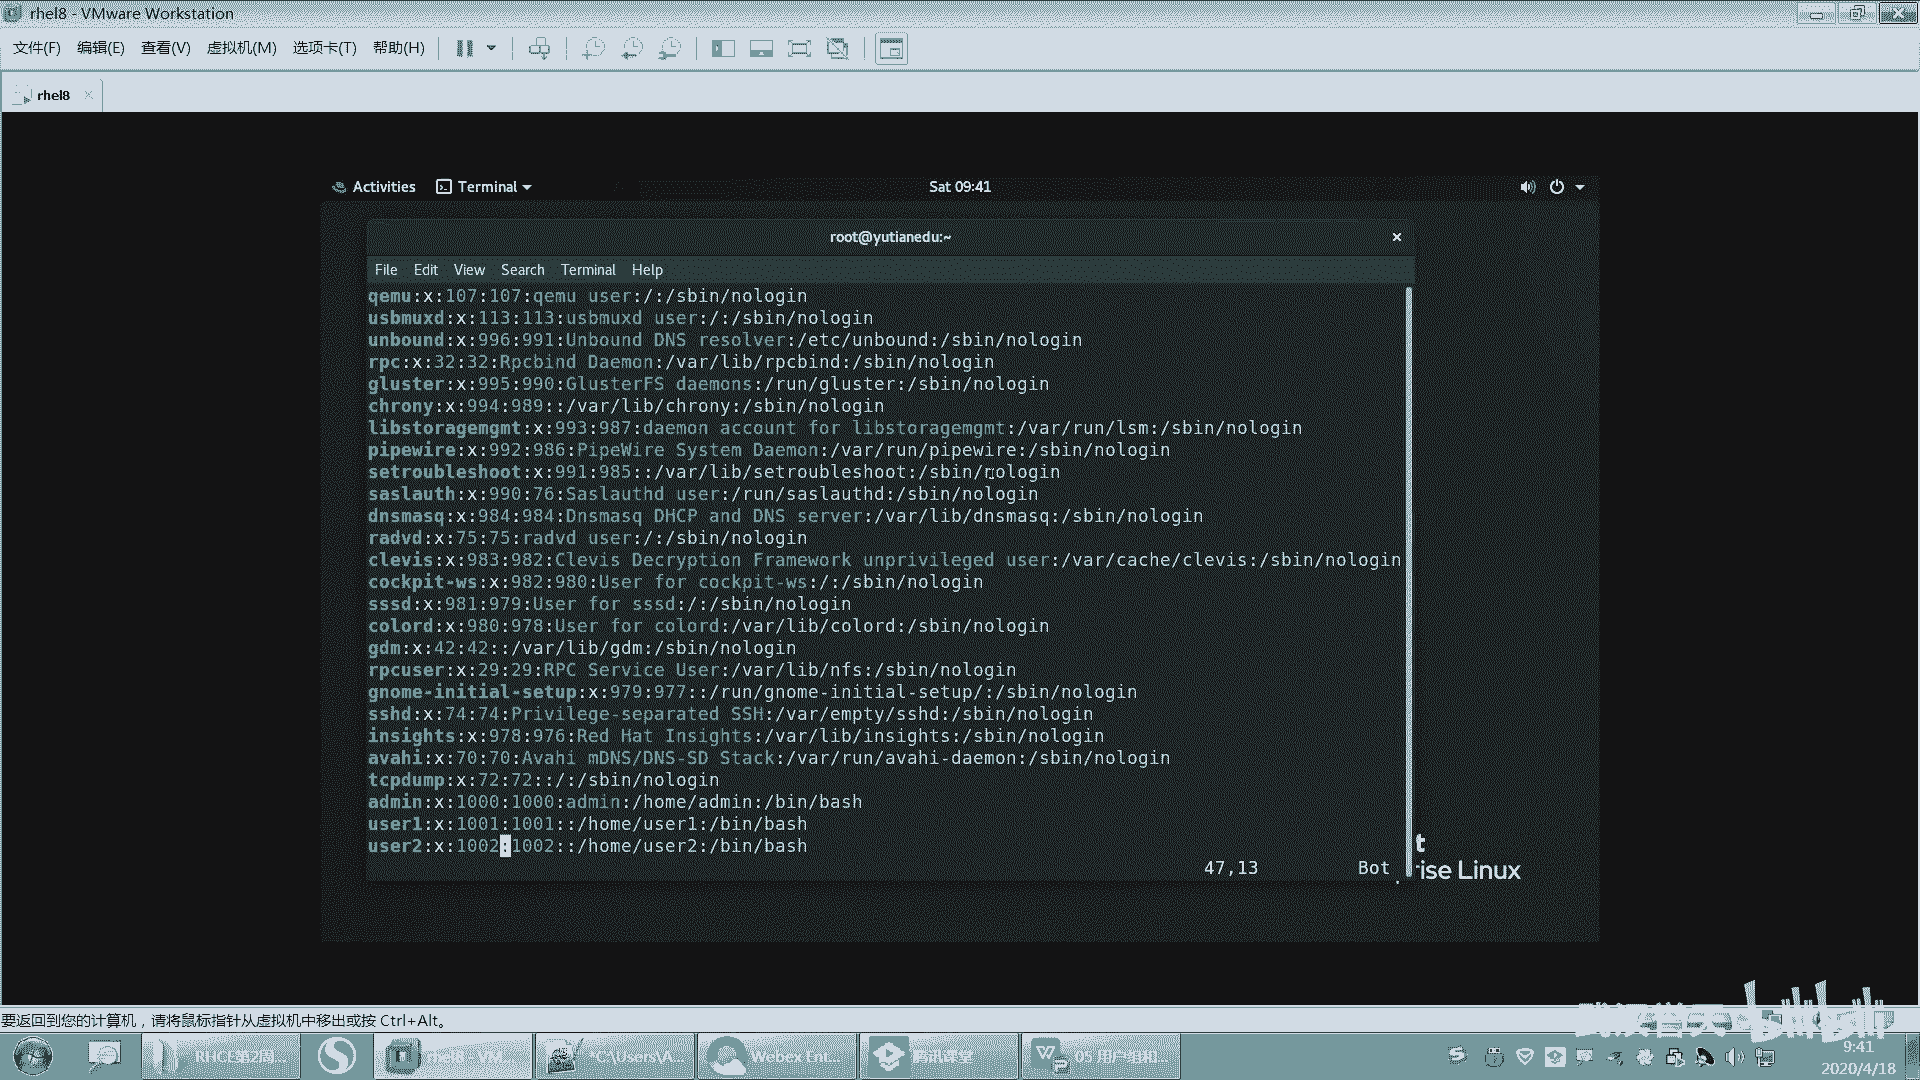 rhel8 - VMware Workstation
文件(F) 编辑(E) 查看(V) 虚拟机(M) 选项卡(T) 帮助(H)
rhel8
Activities Terminal Sat 09:41
root@yutianedu:~
File Edit View Search Terminal Help
qemu:x:107:107:qemu user:/:/sbin/nologin
usbmuxd:x:113:113:usbmuxd user:/:/sbin/nologin
unbound:x:996:991:Unbound DNS resolver:/etc/unbound:/sbin/nologin
rpc:x:32:32:Rpcbind Daemon:/var/lib/rpcbind:/sbin/nologin
gluster:x:995:990:GlusterFS daemons:/run/gluster:/sbin/nologin
chrony:x:994:989::/var/lib/chrony:/sbin/nologin
libstoragemgmt:x:993:987:daemon account for libstoragemgmt:/var/run/lsm:/sbin/nologin
pipewire:x:992:986:PipeWire System Daemon:/var/run/pipewire:/sbin/nologin
setroubleshoot:x:991:985::/var/lib/setroubleshoot:/sbin/nologin
saslauth:x:990:76:Saslauthd user:/run/saslauthd:/sbin/nologin
dnsmasq:x:984:984:Dnsmasq DHCP and DNS server:/var/lib/dnsmasq:/sbin/nologin
radvd:x:75:75:radvd user:/:/sbin/nologin
clevis:x:983:982:Clevis Decryption Framework unprivileged user:/var/cache/clevis:/sbin/nologin
cockpit-ws:x:982:980:User for cockpit-ws:/:/sbin/nologin
sssd:x:981:979:User for sssd:/:/sbin/nologin
colord:x:980:978:User for colord:/var/lib/colord:/sbin/nologin
gdm:x:42:42::/var/lib/gdm:/sbin/nologin
rpcuser:x:29:29:RPC Service User:/var/lib/nfs:/sbin/nologin
gnome-initial-setup:x:979:977::/run/gnome-initial-setup/:/sbin/nologin
sshd:x:74:74:Privilege-separated SSH:/var/empty/sshd:/sbin/nologin
insights:x:978:976:Red Hat Insights:/var/lib/insights:/sbin/nologin
avahi:x:70:70:Avahi mDNS/DNS-SD Stack:/var/run/avahi-daemon:/sbin/nologin
tcpdump:x:72:72::/:/sbin/nologin
admin:x:1000:1000:admin:/home/admin:/bin/bash
user1:x:1001:1001::/home/user1:/bin/bash
user2:x:1002:1002::/home/user2:/bin/bash
47,13 Bot
t
rise Linux
要返回到您的计算机，请将鼠标指针从虚拟机中移出或按 Ctrl+Alt。
bilibili
RHCE第2周... rhel8 - VM... *C:\Users\A... Webex Ent... 腾讯课堂 05 用户组和...
9:41
2020/4/18